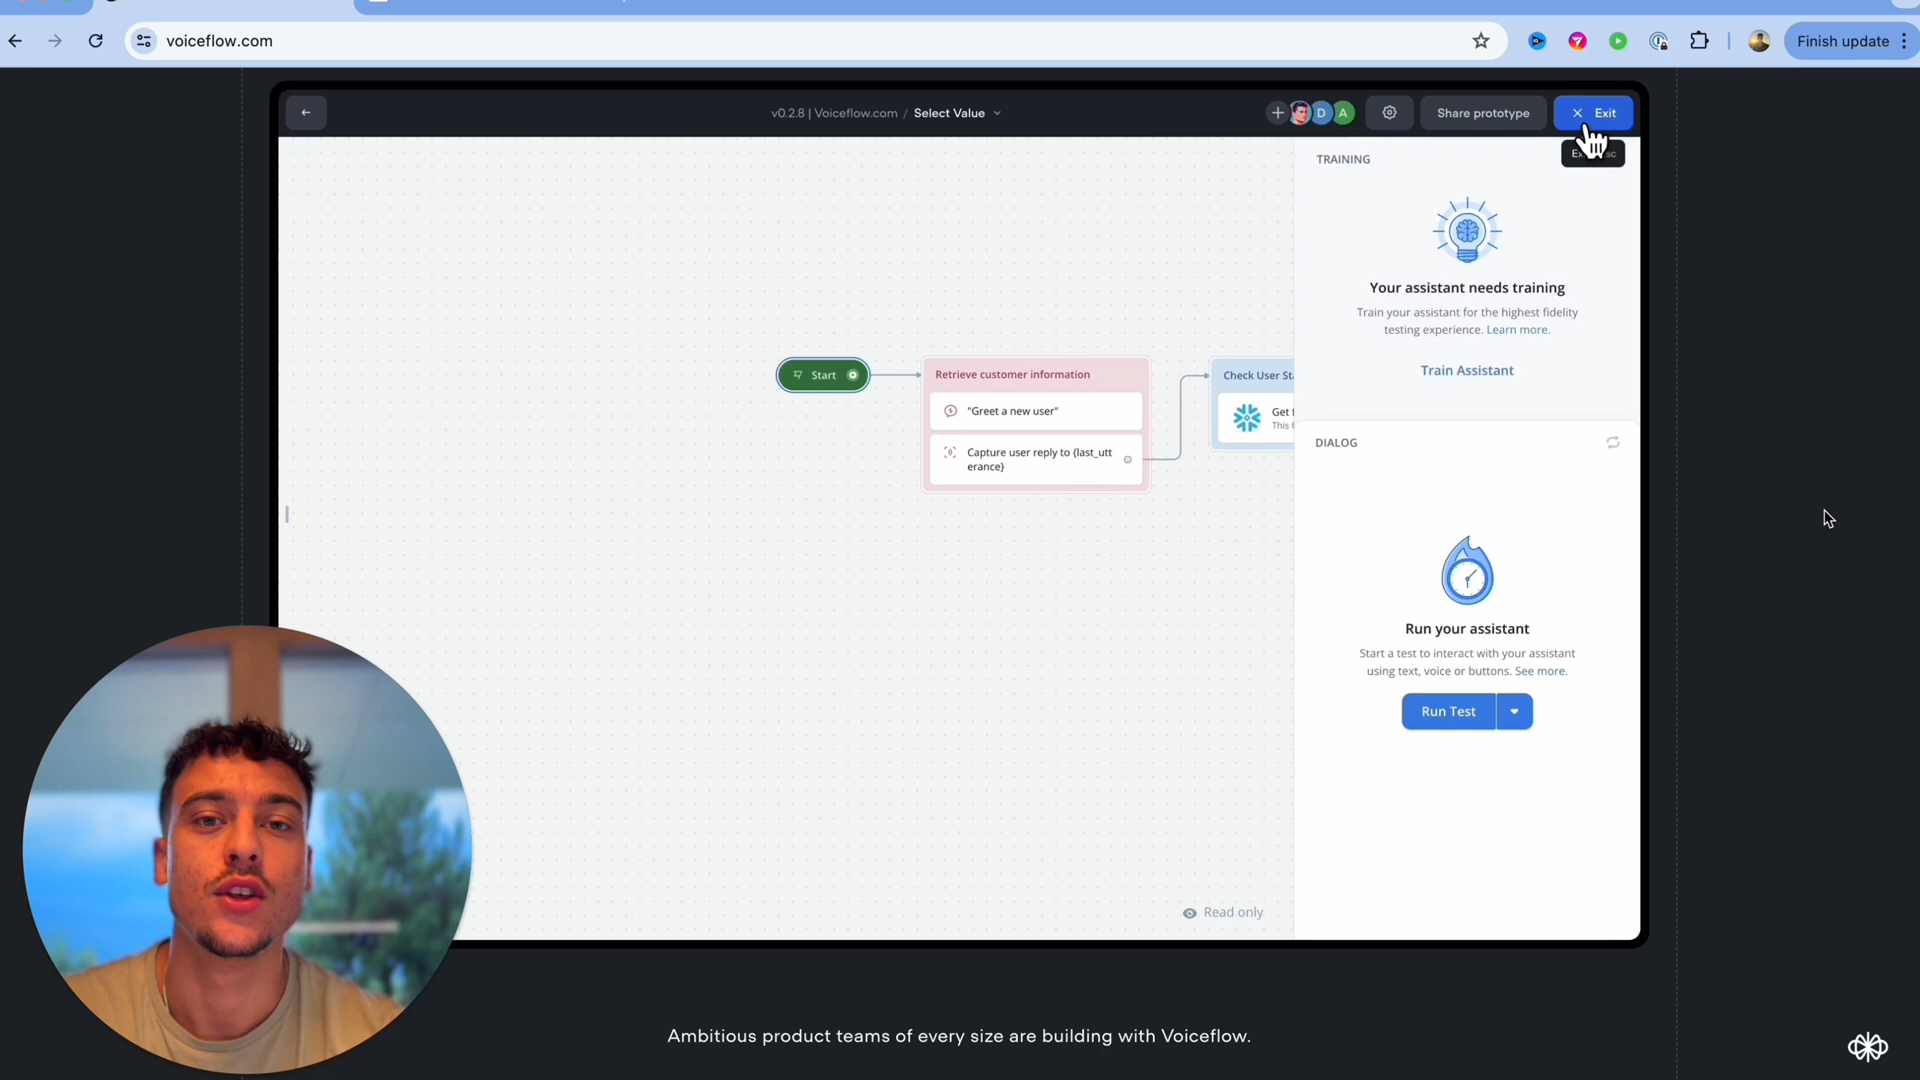 voiceflow.com
Finish update
v0.2.8 | Voiceflow.com / Select Value
D
A
Share prototype
Exit
TRAINING
Your assistant needs training
Train your assistant for the highest fidelity
testing experience. Learn more.
Train Assistant
Start
Retrieve customer information
"Greet a new user"
Capture user reply to {last_utt
erance}
Check User Sta
Get
This
DIALOG
Run your assistant
Start a test to interact with your assistant
using text, voice or buttons. See more.
Run Test
Read only
Ambitious product teams of every size are building with Voiceflow.